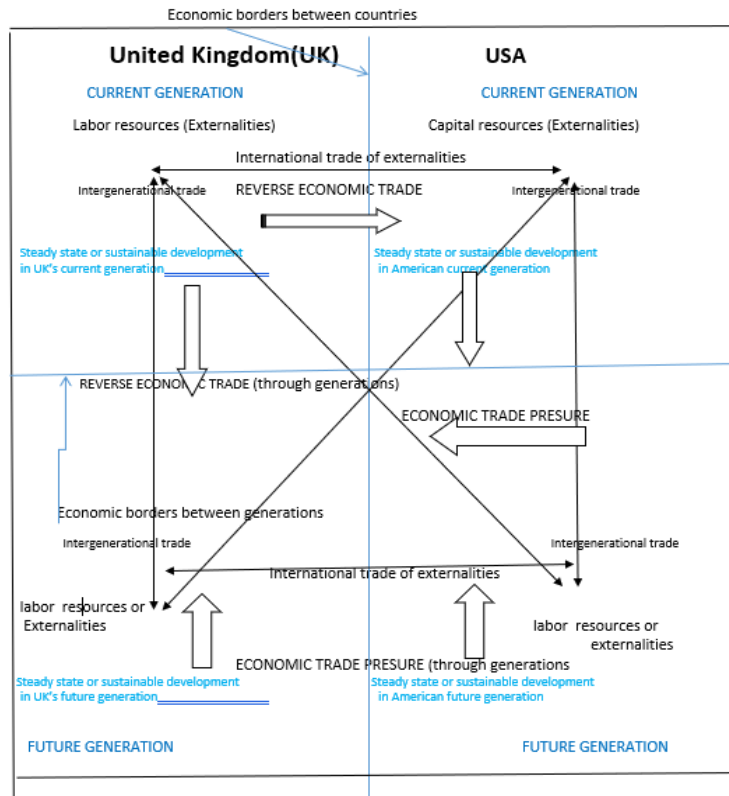 Economic borders between countries
United Kingdom(UK)
USA
CURRENT GENERATION
CURRENT GENERATION
Labor resources (Externalities)
Capital resources (Externalities)
International trade of externalities
Intergenerational trade
REVERSE ECONOMIC TRADE
Intergenerational trade
Steady state or sustainable development
in UK's current generation
Steady state or sustainable development
in American current generation
REVERSE ECONOMIC TRADE (through generations)
ECONOMIC TRADE PRESURE
Economic borders between generations
Intergenerational trade
Intergenerational trade
International trade of externalities
labor resources or
Externalities
labor resources or
externalities
ECONOMIC TRADE PRESURE (through generations
Steady state or sustainable development
in UK's future generation
Steady state or sustainable development
in American future generation
FUTURE GENERATION
FUTURE GENERATION